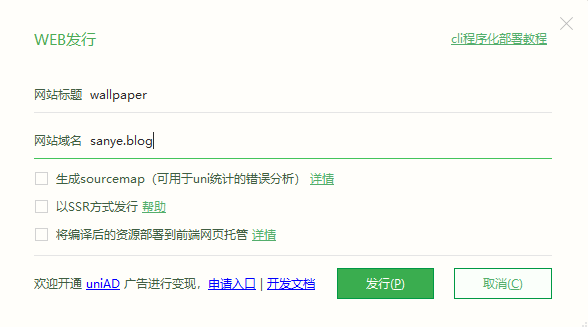 WEB发行 cli程序化部署教程
网站标题 wallpaper
网站域名 sanye.blog
生成sourcemap（可用于uni统计的错误分析） 详情
以SSR方式发行 帮助
将编译后的资源部署到前端网页托管 详情
欢迎开通 uniAD 广告进行变现，申请入口 | 开发文档 发行(P) 取消(C)